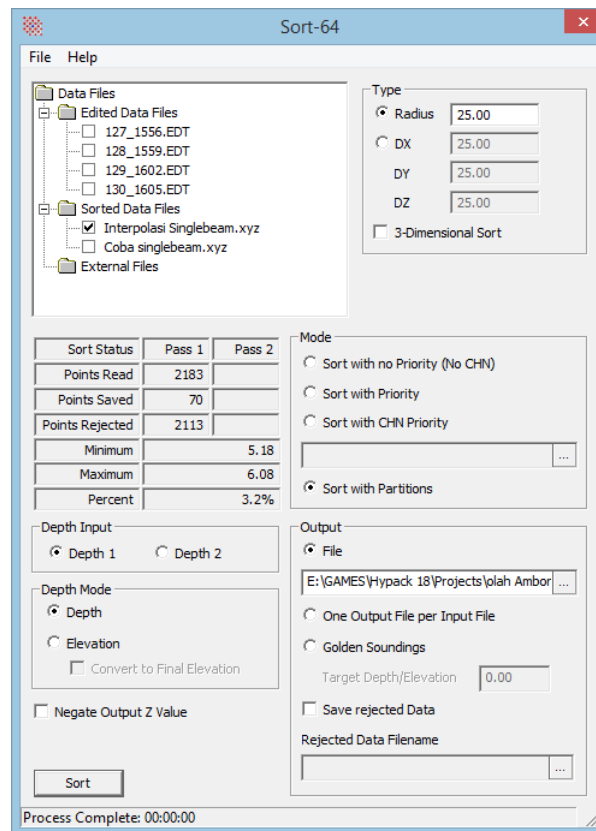 Sort-64
File Help
Data Files
Edited Data Files
127_1556.EDT
128_1559.EDT
129_1602.EDT
130_1605.EDT
Sorted Data Files
Interpolasi Singlebeam.xyz
Coba singlebeam.xyz
External Files
Type
Radius 25.00
DX 25.00
DY 25.00
DZ 25.00
3-Dimensional Sort
Sort Status Pass 1 Pass 2
Points Read 2183
Points Saved 70
Points Rejected 2113
Minimum 5.18
Maximum 6.08
Percent 3.2%
Mode
Sort with no Priority (No CHN)
Sort with Priority
Sort with CHN Priority
...
Sort with Partitions
Depth Input
Depth 1 Depth 2
Depth Mode
Depth
Elevation
Convert to Final Elevation
Negate Output Z Value
Sort
Output
File
E:\GAMES\Hypack 18\Projects\olah Ambor ...
One Output File per Input File
Golden Soundings
Target Depth/Elevation 0.00
Save rejected Data
Rejected Data Filename
...
Process Complete: 00:00:00